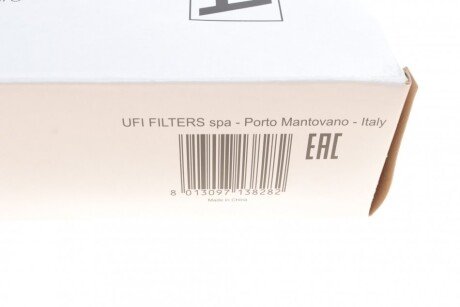 UFI FILTERS spa - Porto Mantovano - Italy
EAC
8 013097 138282
Made in China